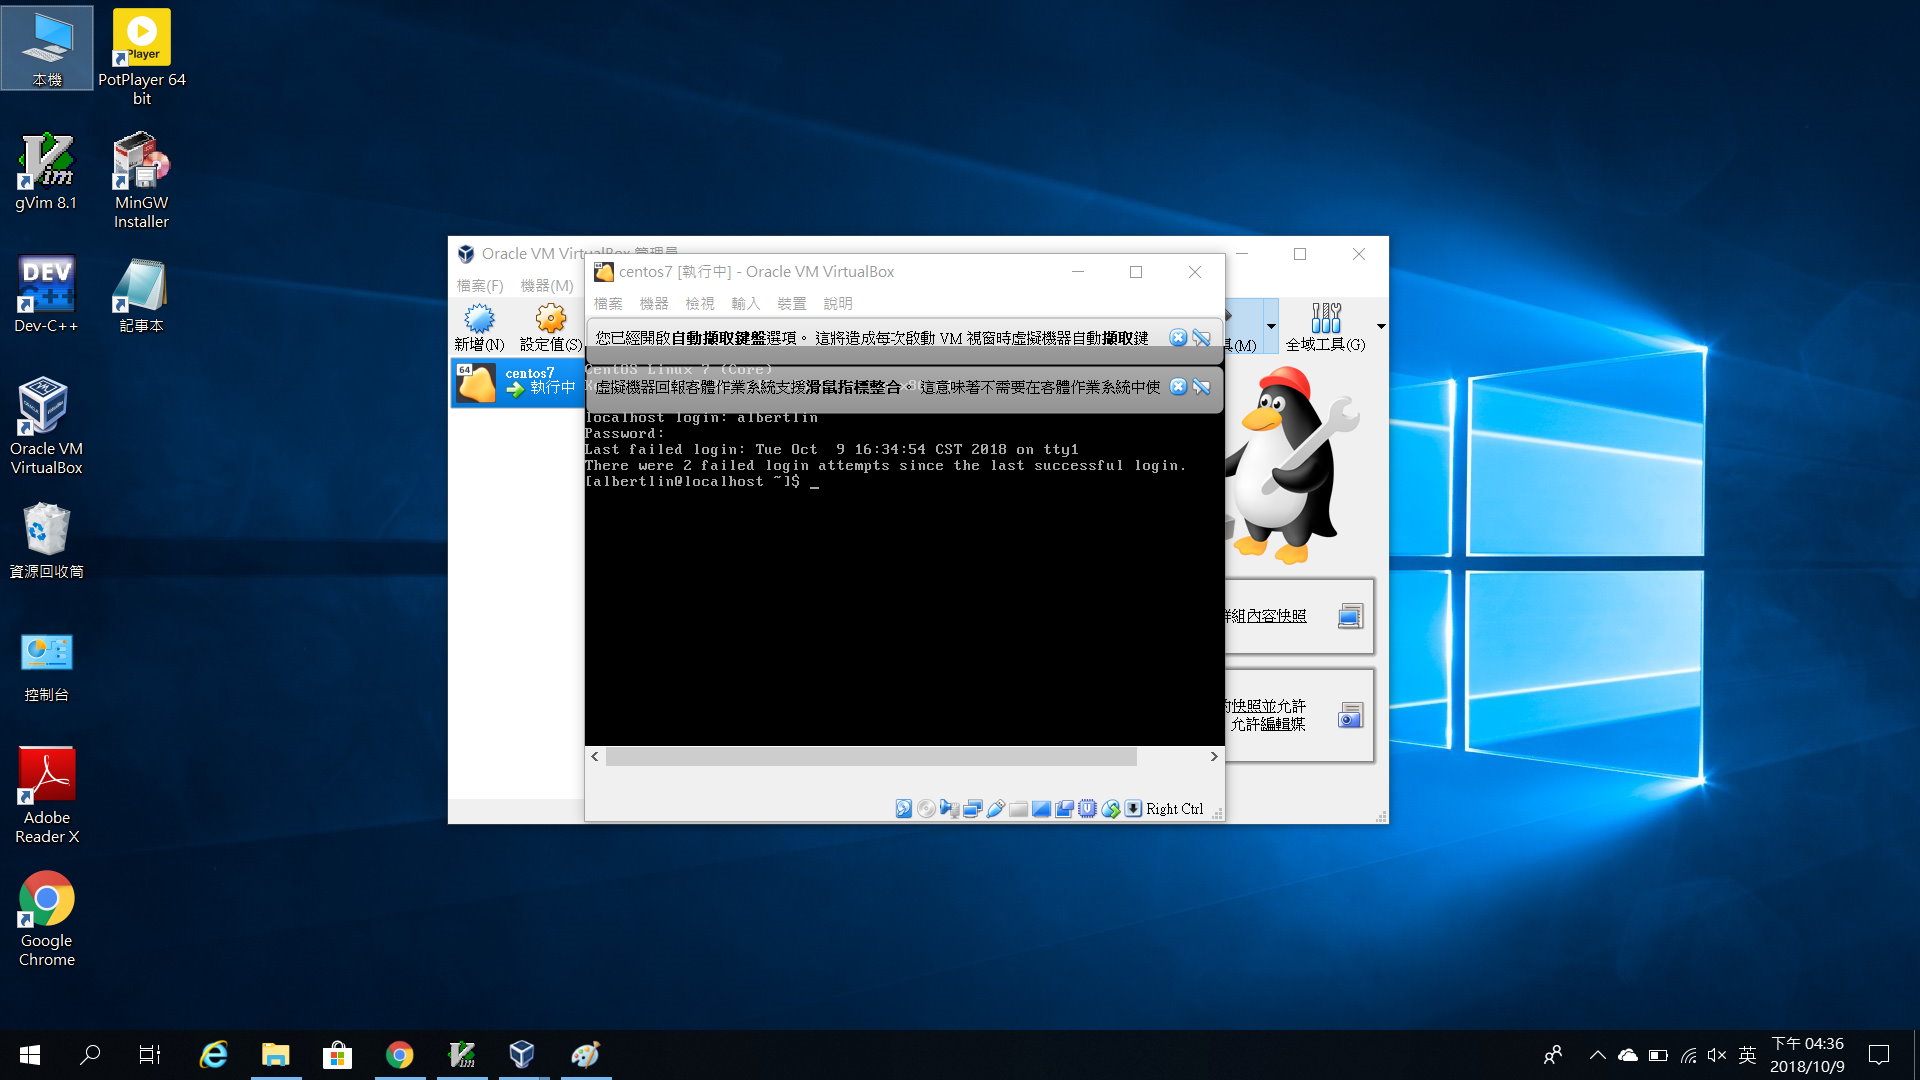 本機
Player
PotPlayer 64
bit
gVim 8.1
MinGW
Installer
DEV
C++
Dev-C++
記事本
Oracle VM
VirtualBox
資源回收筒
控制台
Adobe
Reader X
Google
Chrome
Oracle VM VirtualBox 管理員
檔案(F)
機器(M)
新增(N)
設定值(S)
具(M)
全域工具(G)
64
centos7
執行中
centos7 [執行中] - Oracle VM VirtualBox
檔案
機器
檢視
輸入
裝置
說明
您已經開啟自動擷取鍵盤選項。 這將造成每次啟動 VM 視窗時虛擬機器自動擷取鍵
CentOS Linux 7 (Core)
虛擬機器回報客體作業系統支援滑鼠指標整合。 這意味著不需要在客體作業系統中使
localhost login: albertlin
Password:
Last failed login: Tue Oct  9 16:34:54 CST 2018 on tty1
There were 2 failed login attempts since the last successful login.
[albertlin@localhost ~]$ _
群組內容快照
的快照並允許
允許編輯媒
Right Ctrl
英
下午 04:36
2018/10/9